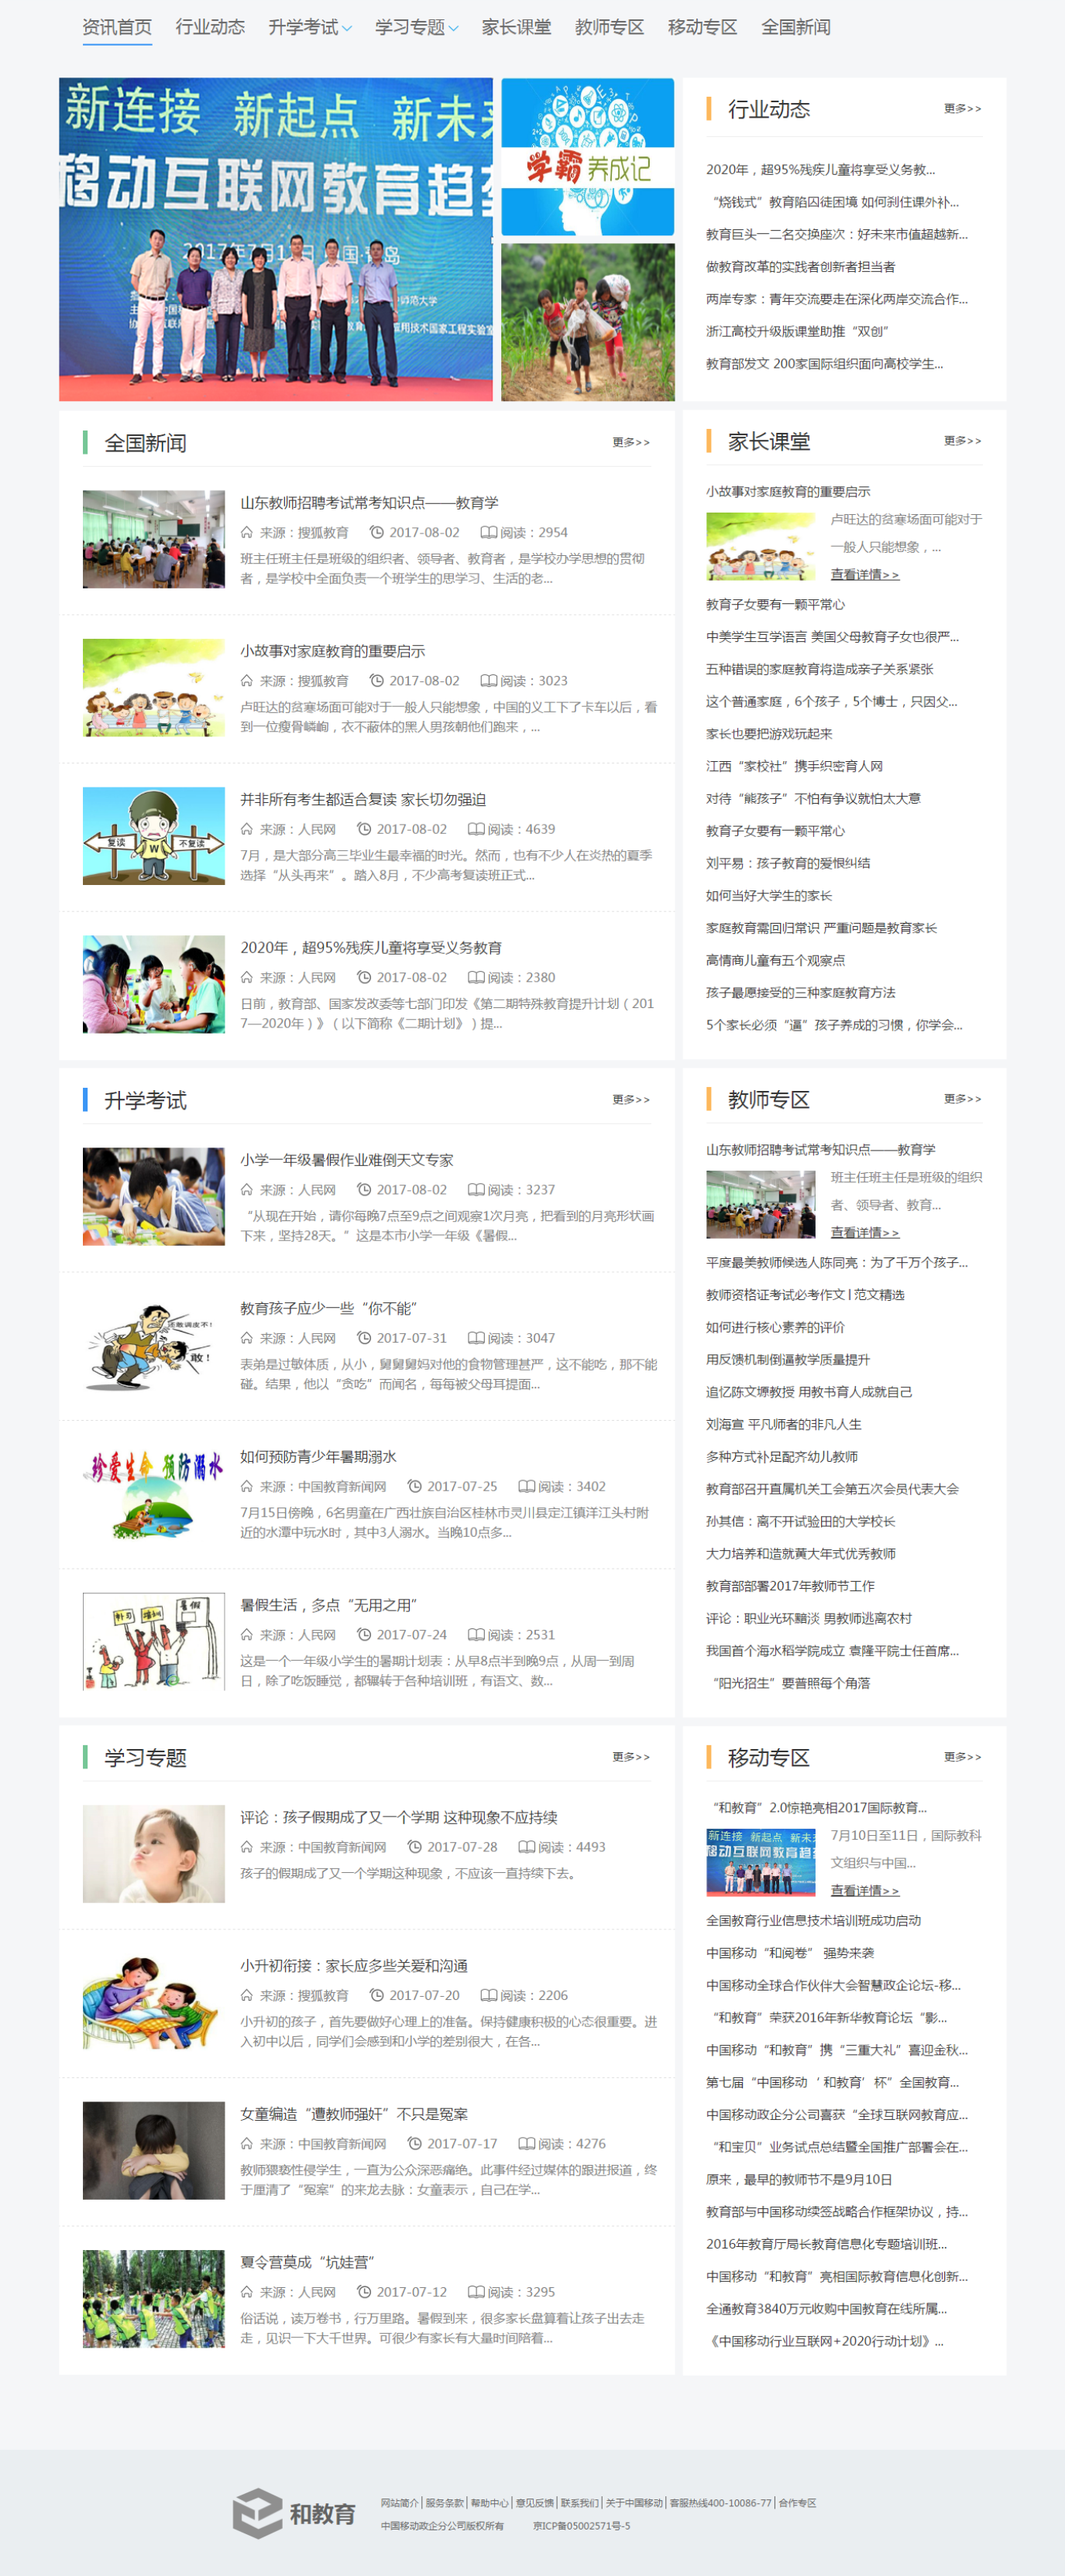 资讯首页 行业动态 升学考试 学习专题 家长课堂 教师专区 移动专区 全国新闻
新连接 新起点 新未来
移动互联网教育趋势
学霸养成记
行业动态 更多>>
2020年，超95%残疾儿童将享受义务教...
“烧钱式”教育陷囚徒困境 如何刹住课外补...
教育巨头一二名交换座次：好未来市值超越新...
做教育改革的实践者创新者担当者
两岸专家：青年交流要走在深化两岸交流合作...
浙江高校升级版课堂助推“双创”
教育部发文 200家国际组织面向高校学生...
全国新闻 更多>>
山东教师招聘考试常考知识点——教育学
来源：搜狐教育 2017-08-02 阅读：2954
班主任班主任是班级的组织者、领导者、教育者，是学校办学思想的贯彻
者，是学校中全面负责一个班学生的思学习、生活的老...
小故事对家庭教育的重要启示
来源：搜狐教育 2017-08-02 阅读：3023
卢旺达的贫寒场面可能对于一般人只能想象，中国的义工下了卡车以后，看
到一位瘦骨嶙峋，衣不蔽体的黑人男孩朝他们跑来，...
复读 不复读
W
并非所有考生都适合复读 家长切勿强迫
来源：人民网 2017-08-02 阅读：4639
7月，是大部分高三毕业生最幸福的时光。然而，也有不少人在炎热的夏季
选择“从头再来”。踏入8月，不少高考复读班正式...
2020年，超95%残疾儿童将享受义务教育
来源：人民网 2017-08-02 阅读：2380
日前，教育部、国家发改委等七部门印发《第二期特殊教育提升计划（201
7—2020年）》（以下简称《二期计划》）提...
家长课堂 更多>>
小故事对家庭教育的重要启示
卢旺达的贫寒场面可能对于
一般人只能想象，...
查看详情>>
教育子女要有一颗平常心
中美学生互学语言 美国父母教育子女也很严...
五种错误的家庭教育将造成亲子关系紧张
这个普通家庭，6个孩子，5个博士，只因父...
家长也要把游戏玩起来
江西“家校社”携手织密育人网
对待“熊孩子”不怕有争议就怕太大意
教育子女要有一颗平常心
刘平易：孩子教育的爱恨纠结
如何当好大学生的家长
家庭教育需回归常识 严重问题是教育家长
高情商儿童有五个观察点
孩子最愿接受的三种家庭教育方法
5个家长必须“逼”孩子养成的习惯，你学会...
升学考试 更多>>
小学一年级暑假作业难倒天文专家
来源：人民网 2017-08-02 阅读：3237
“从现在开始，请你每晚7点至9点之间观察1次月亮，把看到的月亮形状画
下来，坚持28天。”这是本市小学一年级《暑假...
教育孩子应少一些“你不能”
来源：人民网 2017-07-31 阅读：3047
表弟是过敏体质，从小，舅舅舅妈对他的食物管理甚严，这不能吃，那不能
碰。结果，他以“贪吃”而闻名，每每被父母耳提面...
珍爱生命 预防溺水
如何预防青少年暑期溺水
来源：中国教育新闻网 2017-07-25 阅读：3402
7月15日傍晚，6名男童在广西壮族自治区桂林市灵川县定江镇洋江头村附
近的水潭中玩水时，其中3人溺水。当晚10点多...
补习 培训 暑假
暑假生活，多点“无用之用”
来源：人民网 2017-07-24 阅读：2531
这是一个一年级小学生的暑期计划表：从早8点半到晚9点，从周一到周
日，除了吃饭睡觉，都辗转于各种培训班，有语文、数...
教师专区 更多>>
山东教师招聘考试常考知识点——教育学
班主任班主任是班级的组织
者、领导者、教育...
查看详情>>
平度最美教师候选人陈同亮：为了千万个孩子...
教师资格证考试必考作文 | 范文精选
如何进行核心素养的评价
用反馈机制倒逼教学质量提升
追忆陈文壥教授 用教书育人成就自己
刘海宣 平凡师者的非凡人生
多种方式补足配齐幼儿教师
教育部召开直属机关工会第五次会员代表大会
孙其信：离不开试验田的大学校长
大力培养和造就黄大年式优秀教师
教育部部署2017年教师节工作
评论：职业光环黯淡 男教师逃离农村
我国首个海水稻学院成立 袁隆平院士任首席...
“阳光招生”要普照每个角落
学习专题 更多>>
评论：孩子假期成了又一个学期 这种现象不应持续
来源：中国教育新闻网 2017-07-28 阅读：4493
孩子的假期成了又一个学期这种现象，不应该一直持续下去。
小升初衔接：家长应多些关爱和沟通
来源：搜狐教育 2017-07-20 阅读：2206
小升初的孩子，首先要做好心理上的准备。保持健康积极的心态很重要。进
入初中以后，同学们会感到和小学的差别很大，在各...
女童编造“遭教师强奸”不只是冤案
来源：中国教育新闻网 2017-07-17 阅读：4276
教师猥亵性侵学生，一直为公众深恶痛绝。此事件经过媒体的跟进报道，终
于厘清了“冤案”的来龙去脉：女童表示，自己在学...
夏令营莫成“坑娃营”
来源：人民网 2017-07-12 阅读：3295
俗话说，读万卷书，行万里路。暑假到来，很多家长盘算着让孩子出去走
走，见识一下大千世界。可很少有家长有大量时间陪着...
移动专区 更多>>
“和教育”2.0惊艳亮相2017国际教育...
新连接 新起点 新未来
移动互联网教育趋势
7月10日至11日，国际教科
文组织与中国...
查看详情>>
全国教育行业信息技术培训班成功启动
中国移动“和阅卷” 强势来袭
中国移动全球合作伙伴大会智慧政企论坛-移...
“和教育”荣获2016年新华教育论坛“影...
中国移动“和教育”携“三重大礼”喜迎金秋...
第七届“中国移动‘和教育’杯”全国教育...
中国移动政企分公司喜获“全球互联网教育应...
“和宝贝”业务试点总结暨全国推广部署会在...
原来，最早的教师节不是9月10日
教育部与中国移动续签战略合作框架协议，持...
2016年教育厅局长教育信息化专题培训班...
中国移动“和教育”亮相国际教育信息化创新...
全通教育3840万元收购中国教育在线所属...
《中国移动行业互联网+2020行动计划》...
和教育
网站简介 | 服务条款 | 帮助中心 | 意见反馈 | 联系我们 | 关于中国移动 | 客服热线400-10086-77 | 合作专区
中国移动政企分公司版权所有 京ICP备05002571号-5